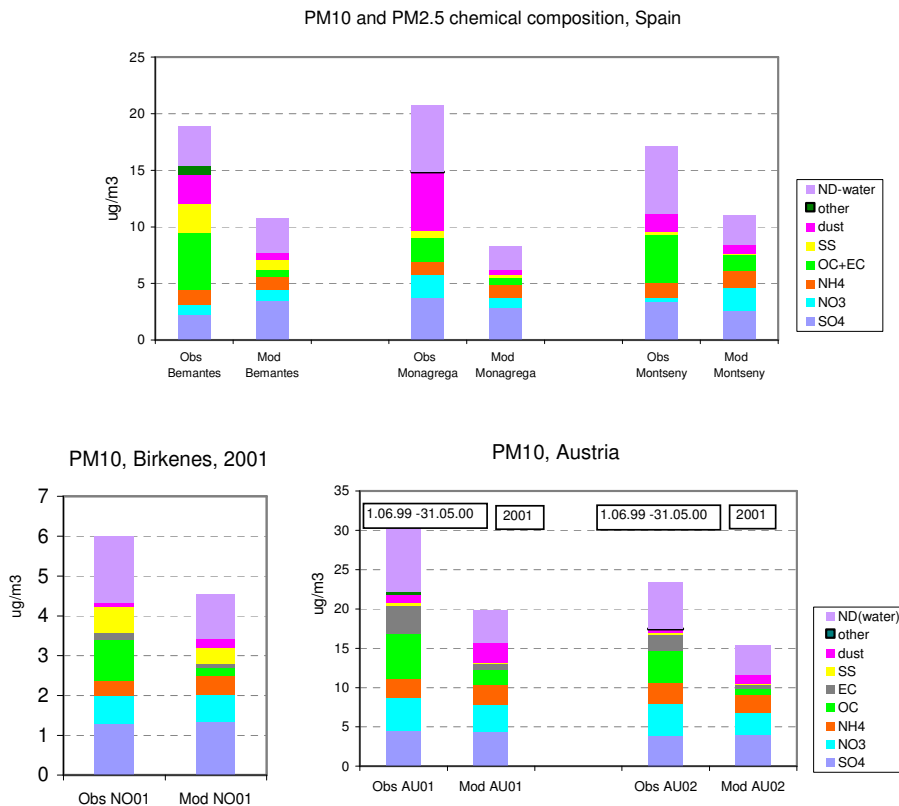 PM10 and PM2.5 chemical composition, Spain
25
20
15
10
5
0
ug/m3
Obs Bemantes
Mod Bemantes
Obs Monagrega
Mod Monagrega
Obs Montseny
Mod Montseny
ND-water
other
dust
SS
OC+EC
NH4
NO3
SO4
PM10, Birkenes, 2001
7
6
5
4
3
2
1
0
ug/m3
Obs NO01
Mod NO01
PM10, Austria
35
30
25
20
15
10
5
0
ug/m3
1.06.99 -31.05.00
2001
1.06.99 -31.05.00
2001
Obs AU01
Mod AU01
Obs AU02
Mod AU02
ND(water)
other
dust
SS
EC
OC
NH4
NO3
SO4